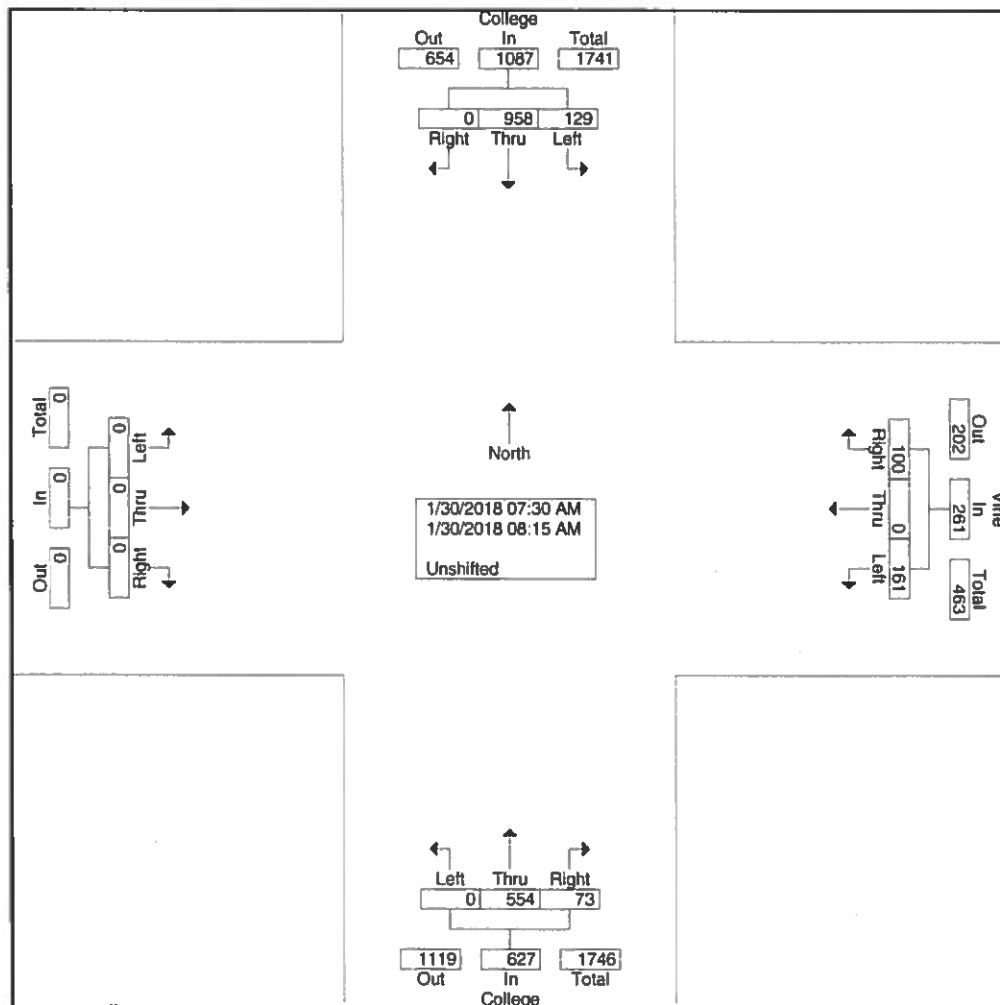 College
Out In Total
654 1087 1741
0 958 129
Right Thru Left
Total In Out
0 0 0
0 0 0
Left Thru Right
North
1/30/2018 07:30 AM
1/30/2018 08:15 AM
Unshifted
Right Thru Left
100 0 161
Out In Total
202 261 463
Left Thru Right
0 554 73
1119 627 1746
Out In Total
College